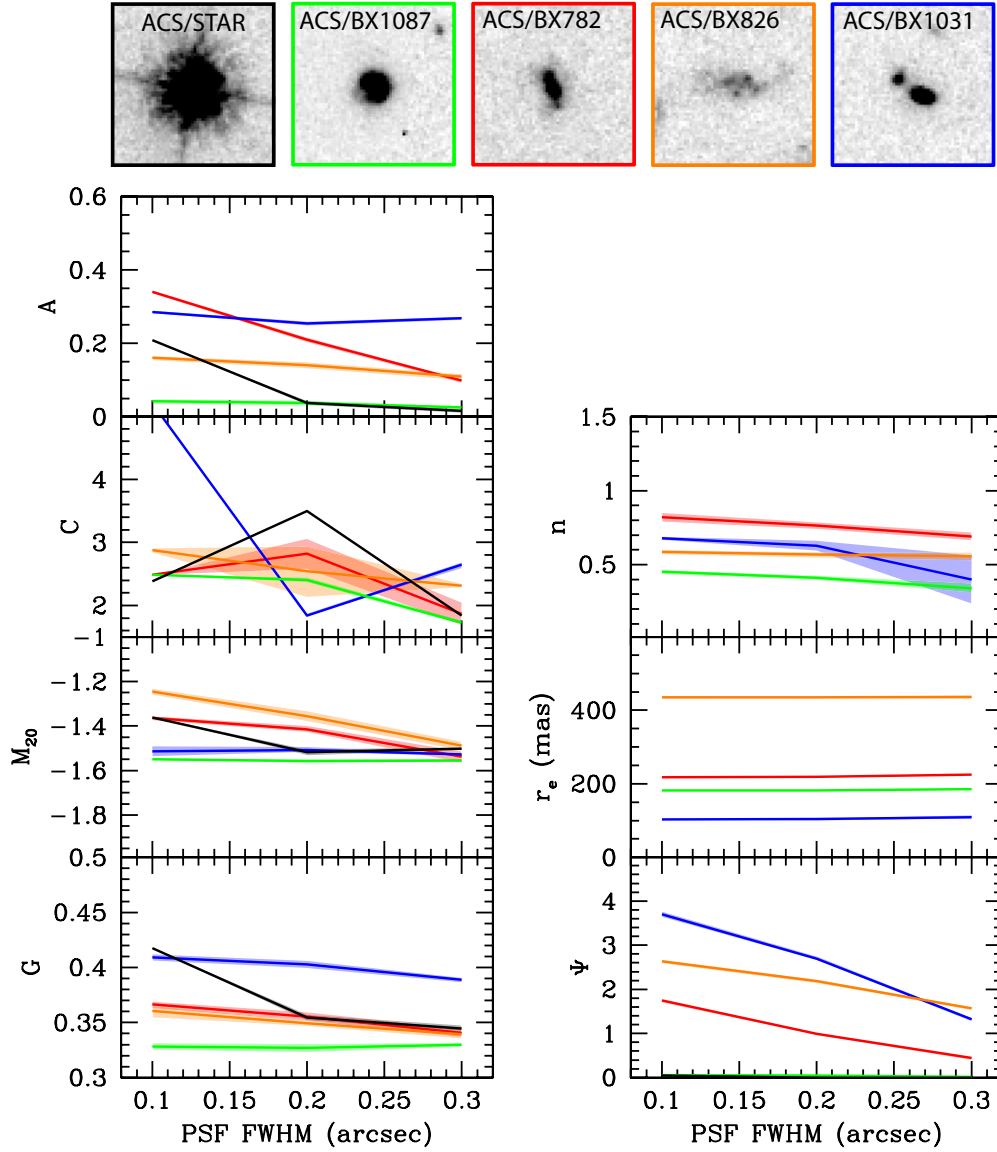 ACS/STAR ACS/BX1087 ACS/BX782 ACS/BX826 ACS/BX1031
0.6
0.4
A
0.2
0
4
C
3
2
−1
−1.2
−1.4
M20
−1.6
−1.8
0.5
0.45
G
0.4
0.35
0.3
0.1 0.15 0.2 0.25 0.3
PSF FWHM (arcsec)
1.5
1
n
0.5
400
re (mas)
200
0
4
3
Ψ
2
1
0
0.1 0.15 0.2 0.25 0.3
PSF FWHM (arcsec)